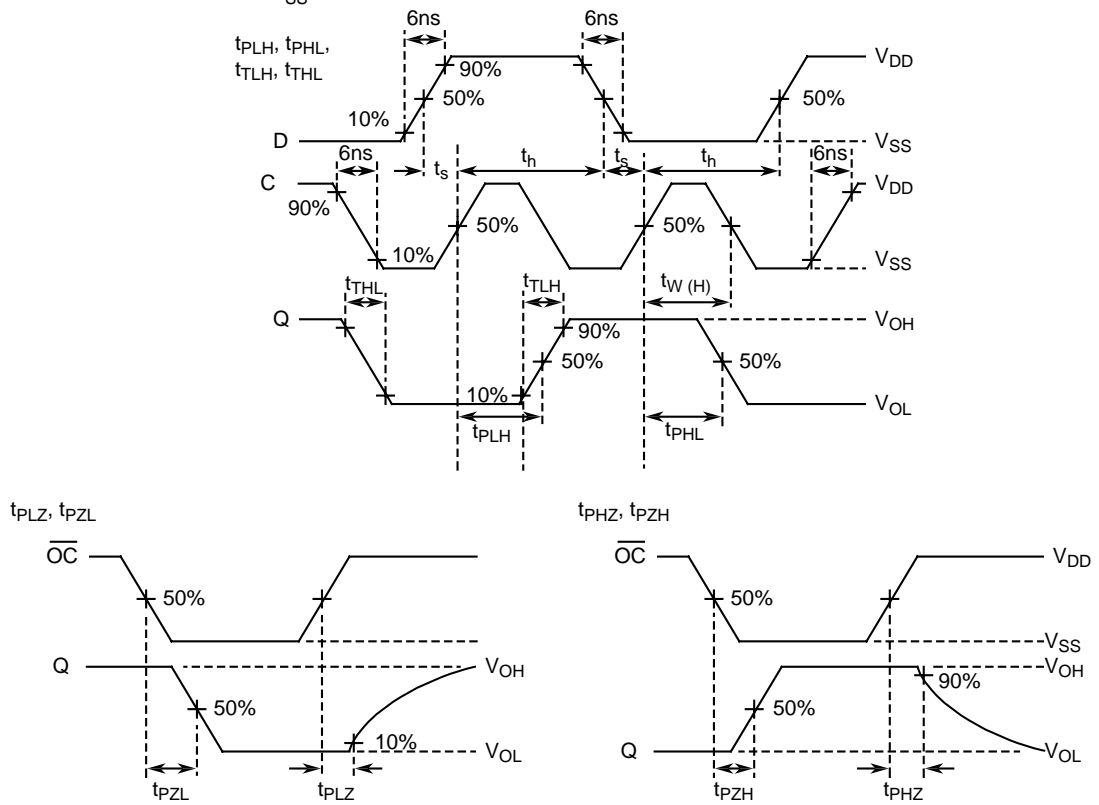 SS
6ns 6ns
tPLH, tPHL,
tTLH, tTHL
90% VDD
50% 50%
10%
D VSS
6ns ts th ts th 6ns
C VDD
90% 50% 50%
10% VSS
tTHL tTLH tW (H)
Q 90% VOH
50% 50%
10% VOL
tPLH tPHL
tPLZ, tPZL
OC
50%
Q VOH
50%
10% VOL
tPZL tPLZ
tPHZ, tPZH
OC VDD
50%
VSS
VOH
90%
50%
Q VOL
tPZH tPHZ